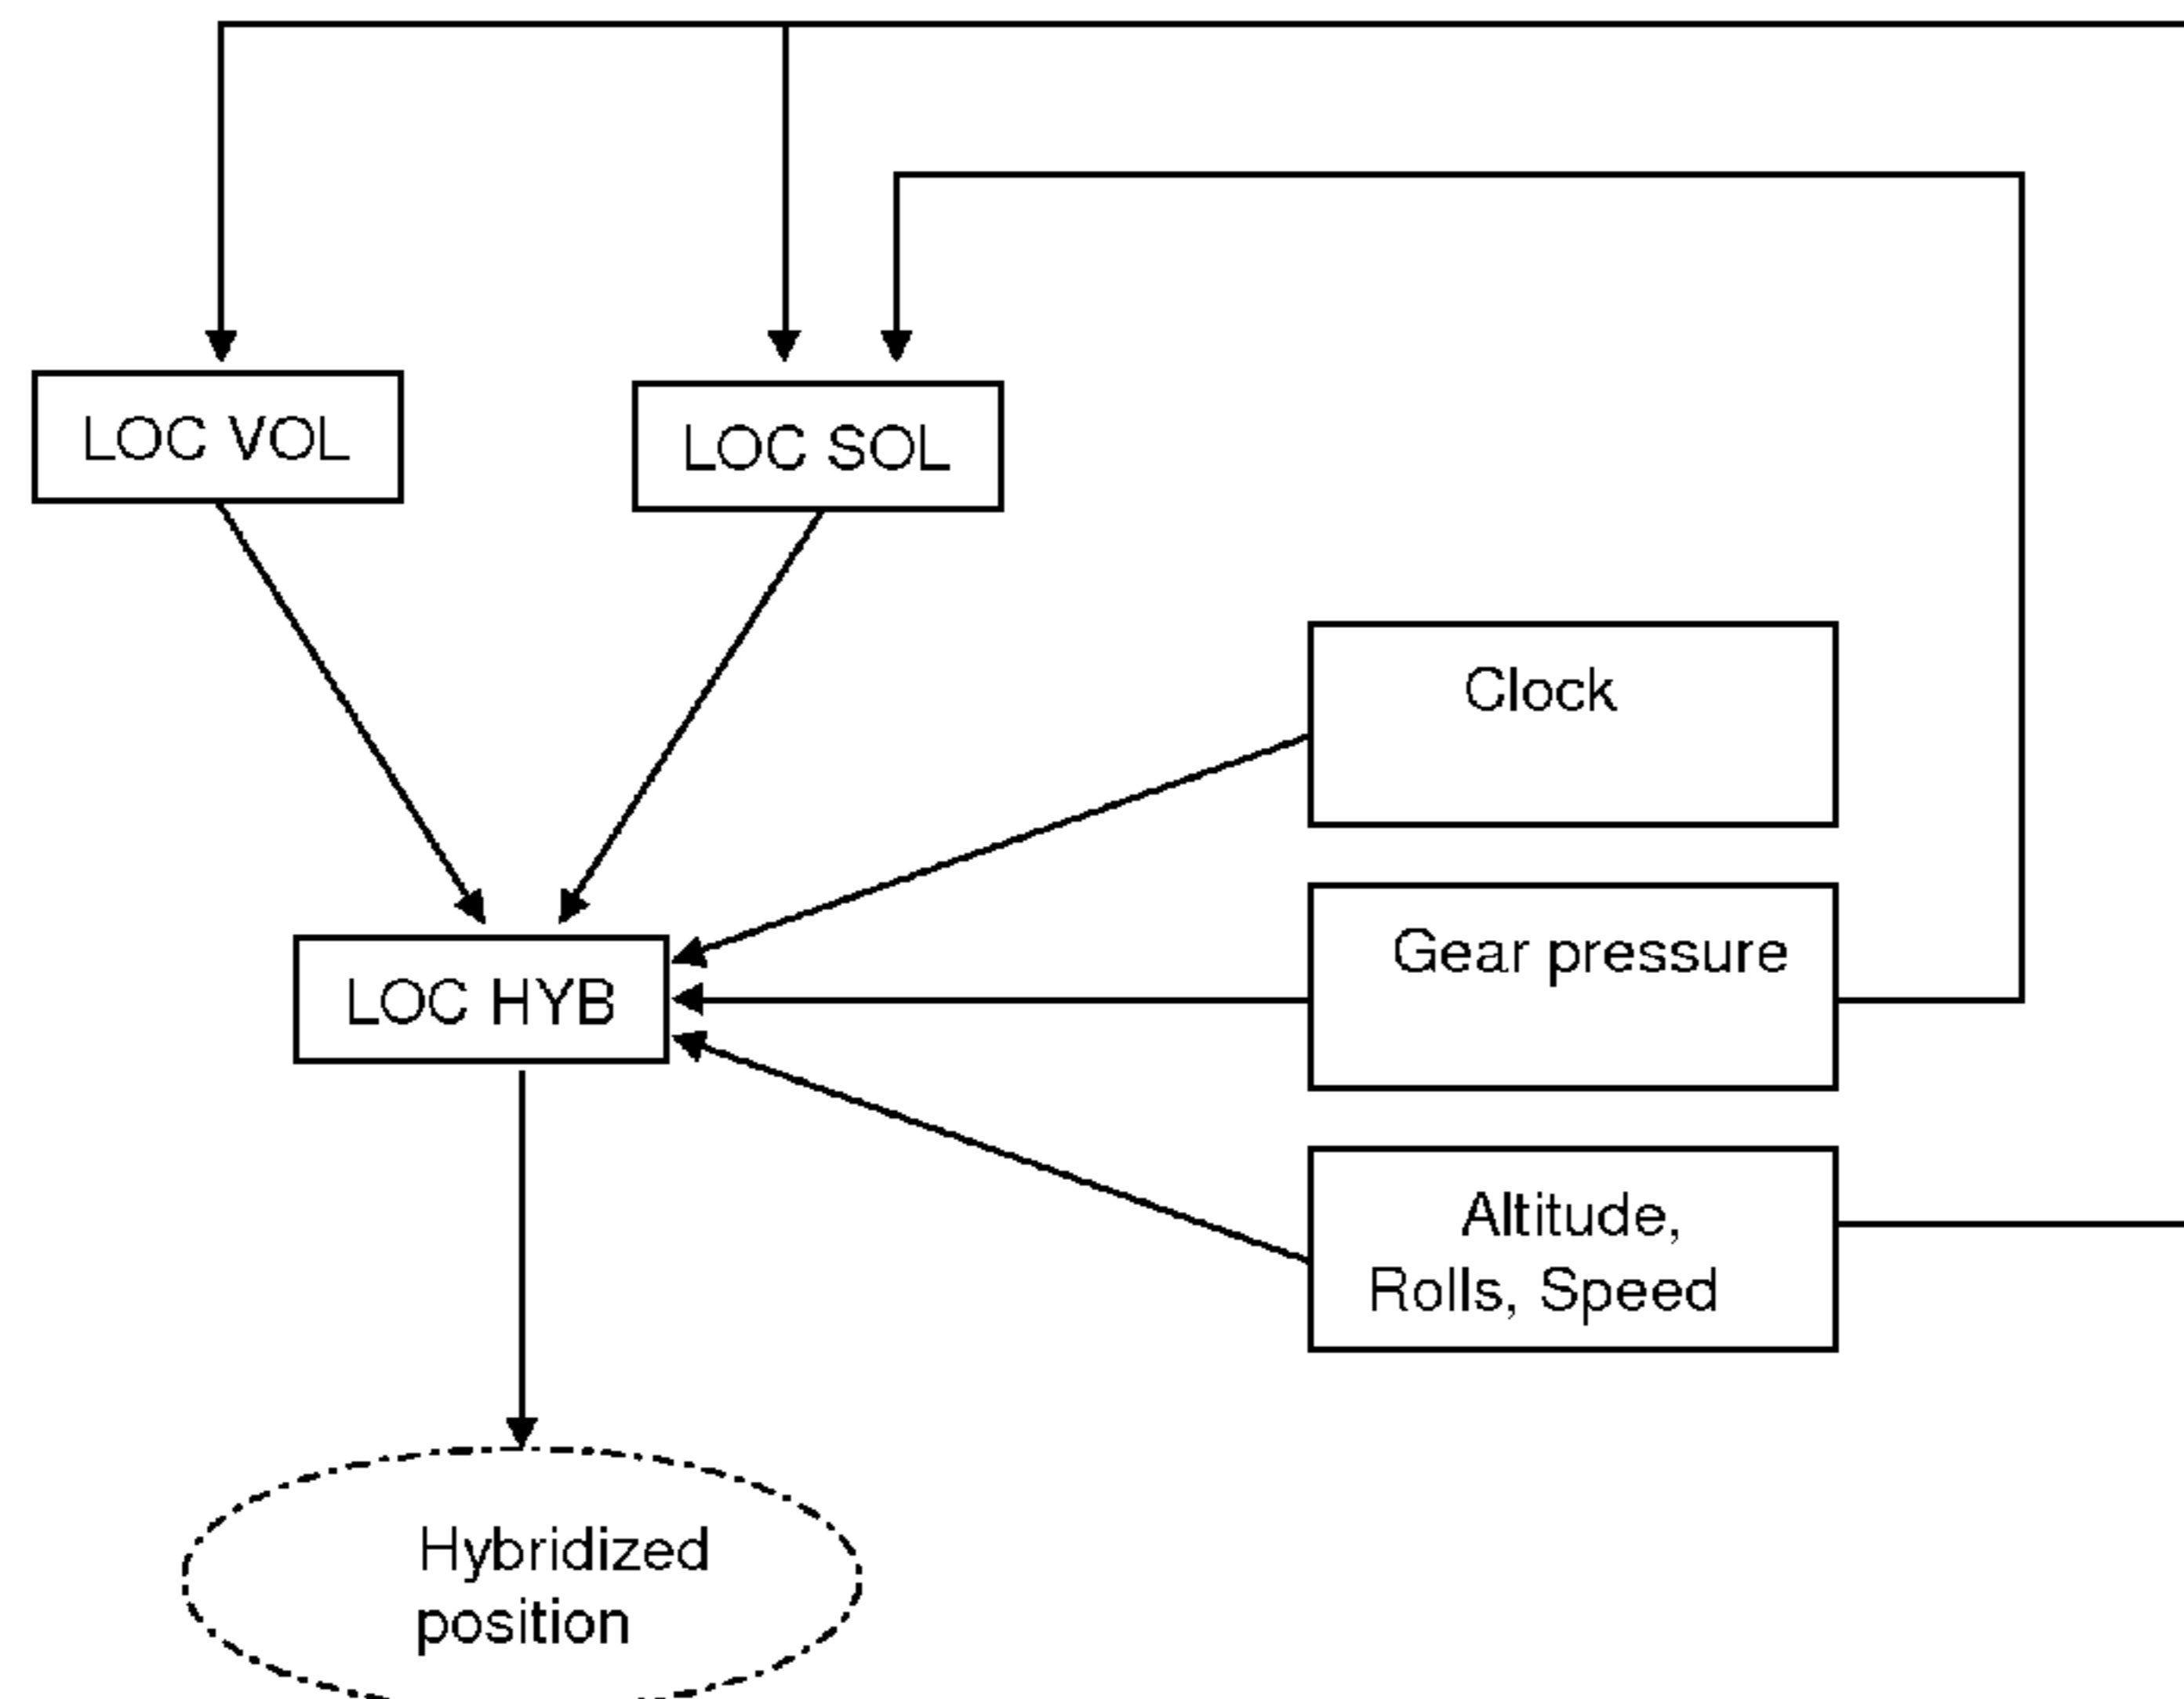 LOC VOL
LOC SOL
Clock
Gear pressure
LOC HYB
Altitude,
Rolls, Speed
Hybridized
position